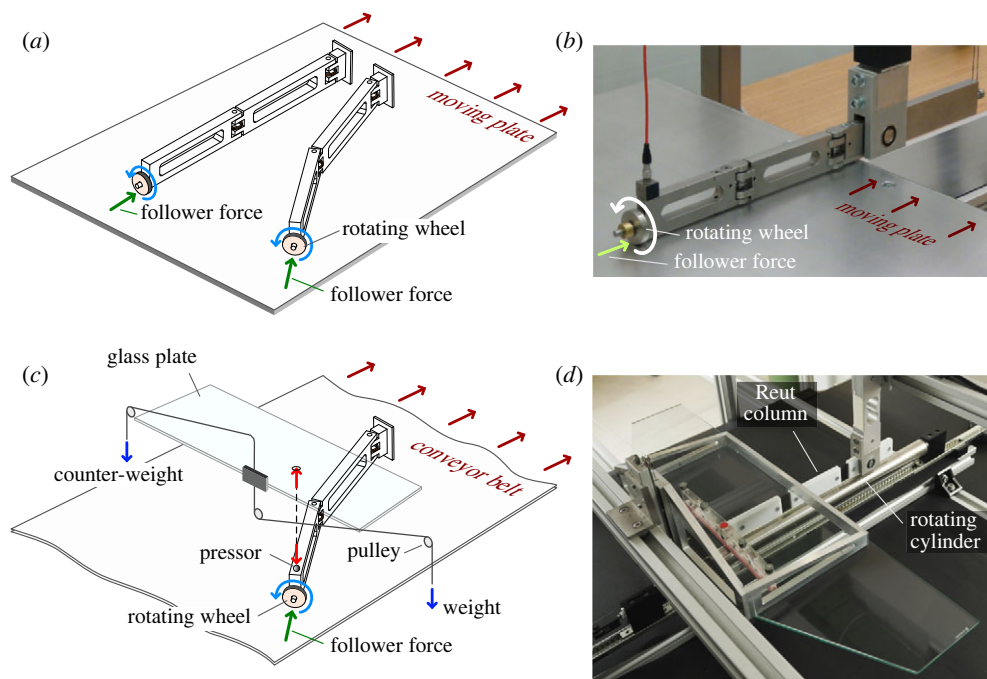 (a)
moving plate
follower force
rotating wheel
follower force
(b)
moving plate
rotating wheel
follower force
(c)
glass plate
counter-weight
conveyor belt
pressor
pulley
rotating wheel
weight
follower force
(d)
Reut
column
rotating
cylinder